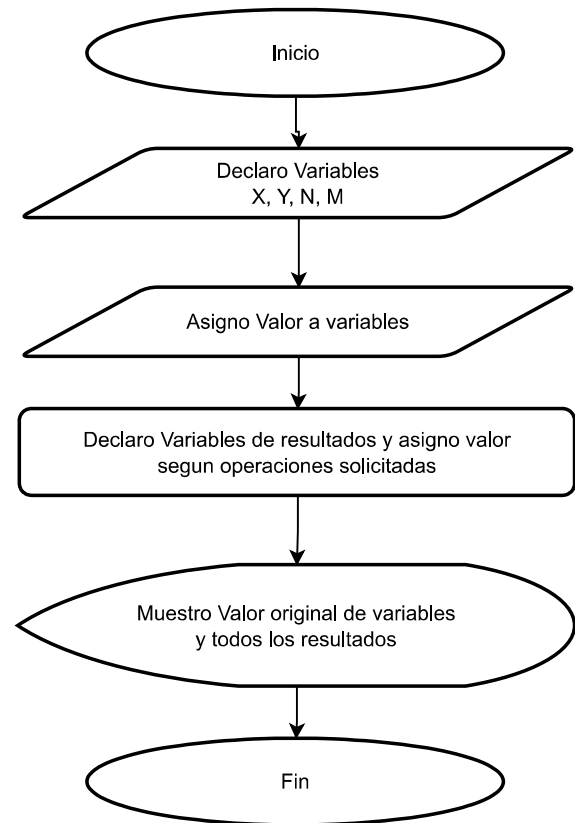 Inicio
Declaro Variables
X, Y, N, M
Asigno Valor a variables
Declaro Variables de resultados y asigno valor
segun operaciones solicitadas
Muestro Valor original de variables
y todos los resultados
Fin